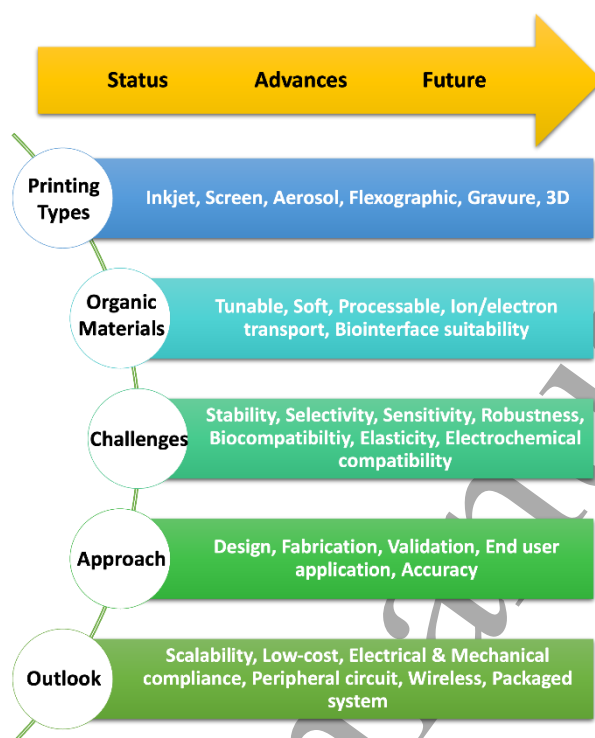 Status Advances Future
Printing
Types
Inkjet, Screen, Aerosol, Flexographic, Gravure, 3D
Organic
Materials
Tunable, Soft, Processable, Ion/electron
transport, Biointerface suitability
Challenges
Stability, Selectivity, Sensitivity, Robustness,
Biocompatibiltiy, Elasticity, Electrochemical
compatibility
Approach
Design, Fabrication, Validation, End user
application, Accuracy
Outlook
Scalability, Low-cost, Electrical & Mechanical
compliance, Peripheral circuit, Wireless, Packaged
system